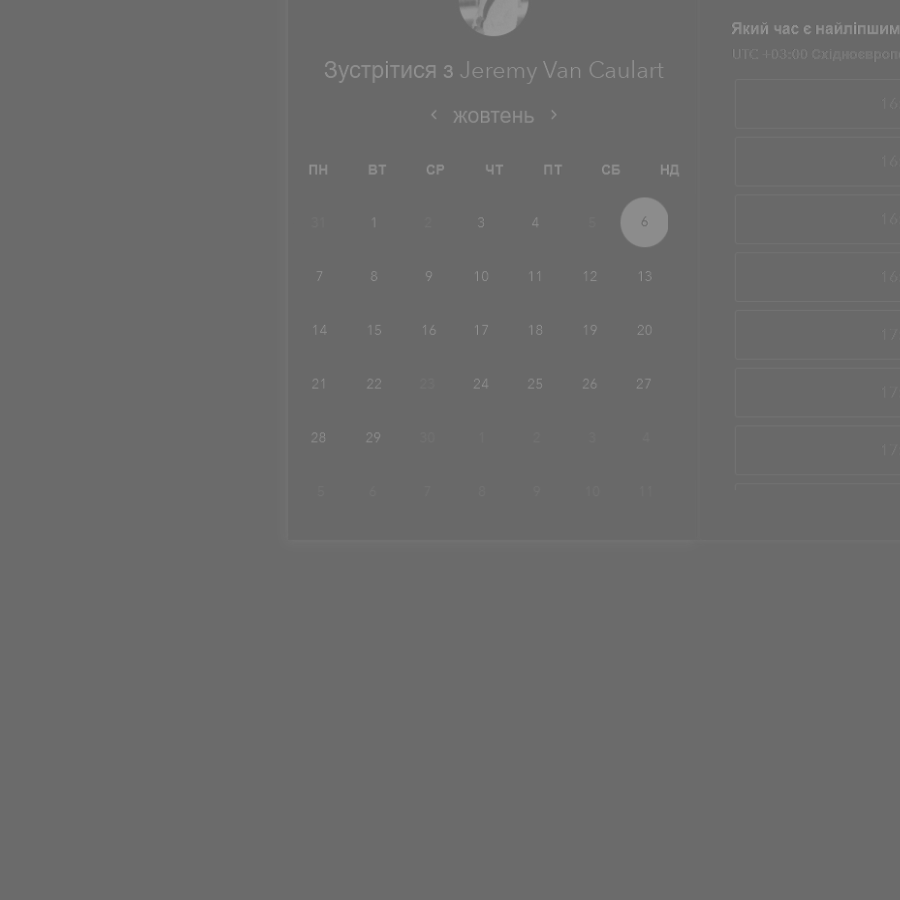 Зустрітися з Jeremy Van Caulart
< жовтень >
ПН ВТ СР ЧТ ПТ СБ НД
31 1 2 3 4 5 6
7 8 9 10 11 12 13
14 15 16 17 18 19 20
21 22 23 24 25 26 27
28 29 30 1 2 3 4
5 6 7 8 9 10 11
Який час є найліпшим
UTC +03:00 Східноєвроп
16
16
16
16
17
17
17